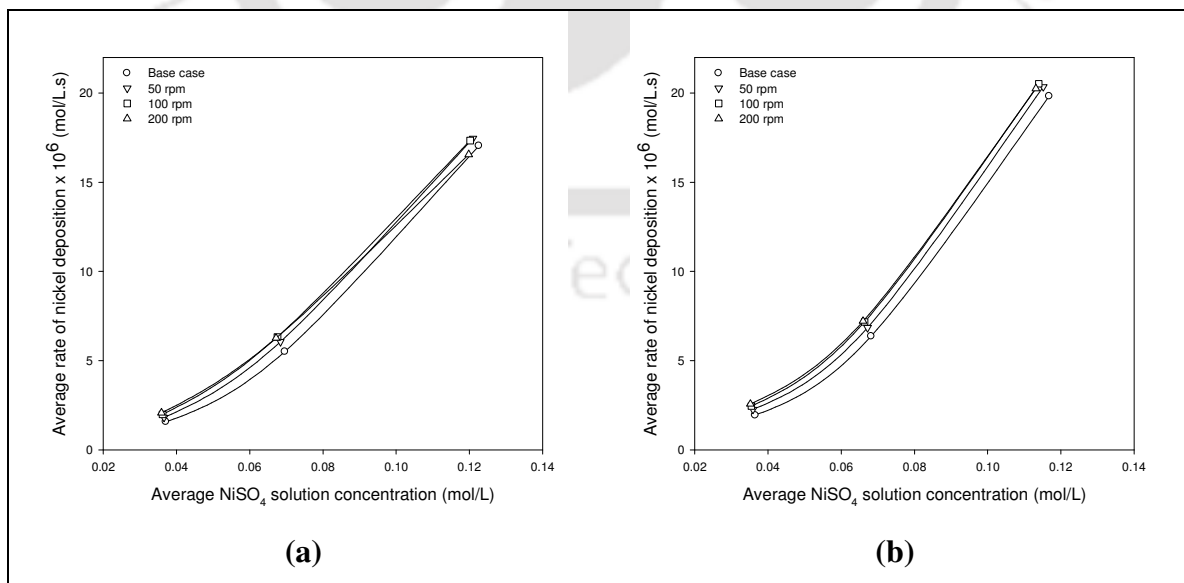 Base case
50 rpm
100 rpm
200 rpm
20
15
10
5
0
0.02 0.04 0.06 0.08 0.10 0.12 0.14
Average rate of nickel deposition x 10⁶ (mol/L.s)
Average NiSO₄ solution concentration (mol/L)
(a)
Base case
50 rpm
100 rpm
200 rpm
20
15
10
5
0
0.02 0.04 0.06 0.08 0.10 0.12 0.14
Average rate of nickel deposition x 10⁶ (mol/L.s)
Average NiSO₄ solution concentration (mol/L)
(b)